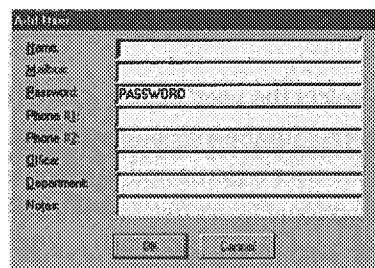 Add User
Name:
Mailbox:
Password: PASSWORD
Phone #1:
Phone #2:
Office:
Department:
Notes:
OK Cancel